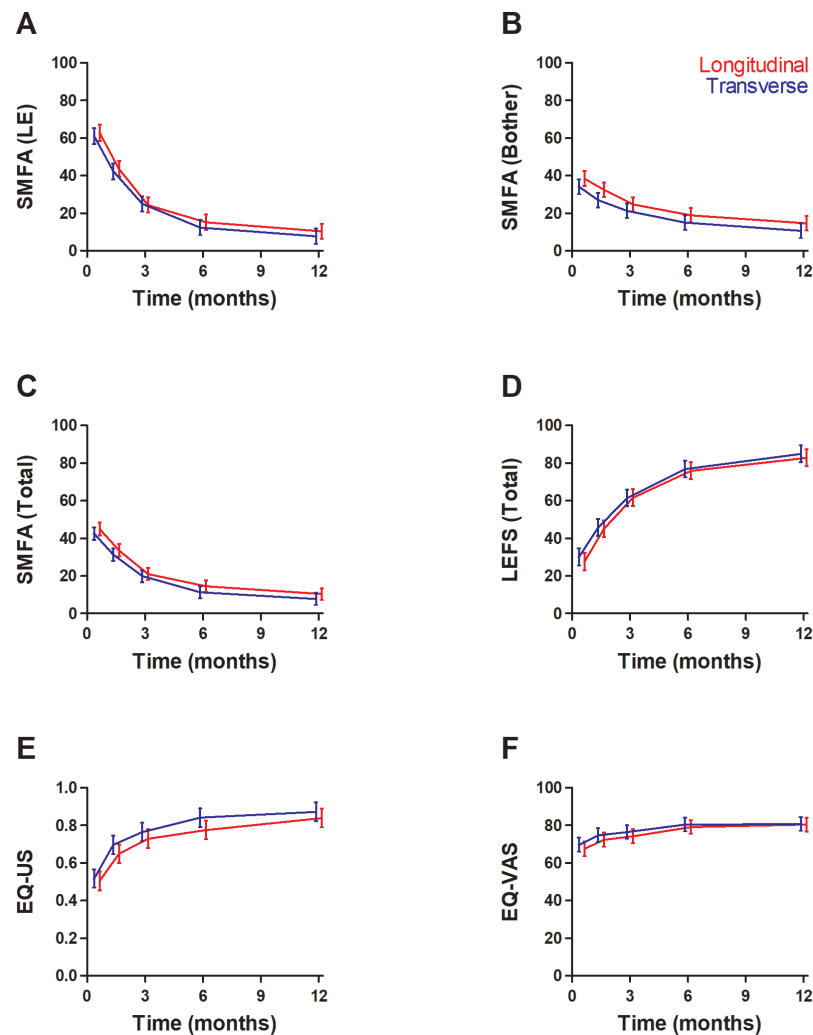 A
SMFA (LE)
100
80
60
40
20
0
0 3 6 9 12
Time (months)
B
Longitudinal
Transverse
SMFA (Bother)
100
80
60
40
20
0
0 3 6 9 12
Time (months)
C
SMFA (Total)
100
80
60
40
20
0
0 3 6 9 12
Time (months)
D
LEFS (Total)
100
80
60
40
20
0
0 3 6 9 12
Time (months)
E
EQ-US
1.0
0.8
0.6
0.4
0.2
0.0
0 3 6 9 12
Time (months)
F
EQ-VAS
100
80
60
40
20
0
0 3 6 9 12
Time (months)